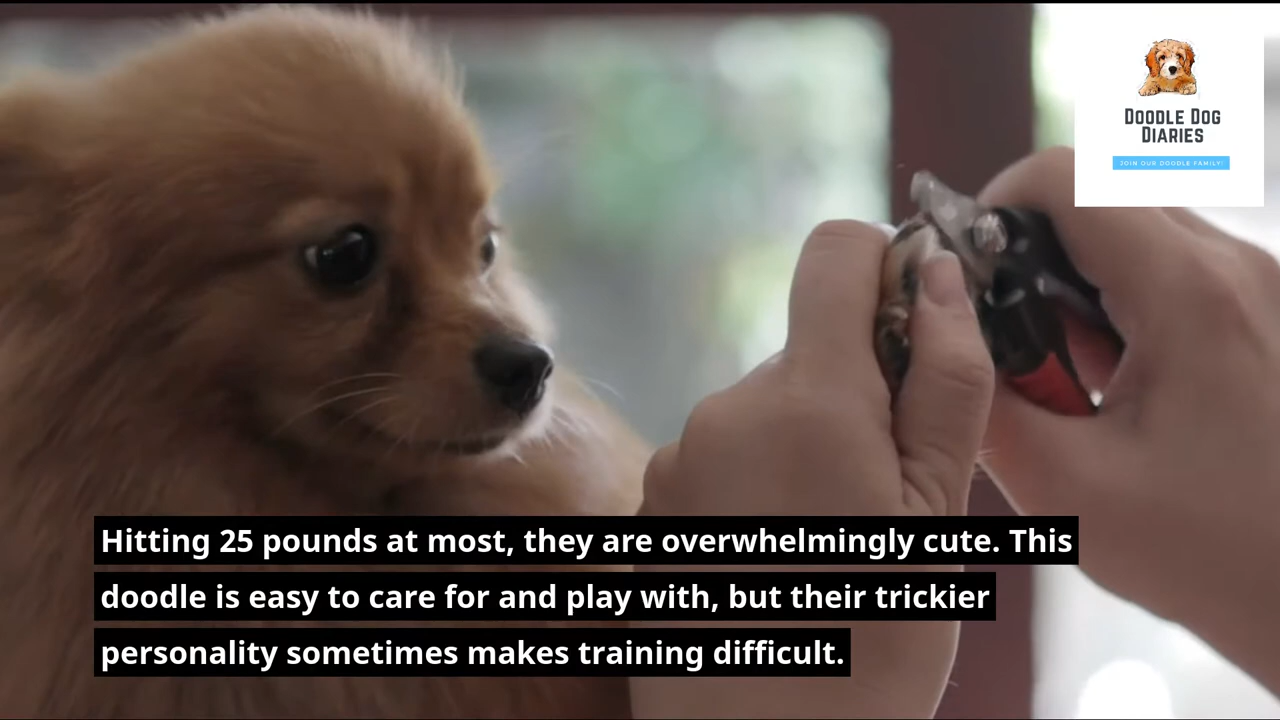 DOODLE DOG
DIARIES
JOIN OUR DOODLE FAMILY!
Hitting 25 pounds at most, they are overwhelmingly cute. This
doodle is easy to care for and play with, but their trickier
personality sometimes makes training difficult.